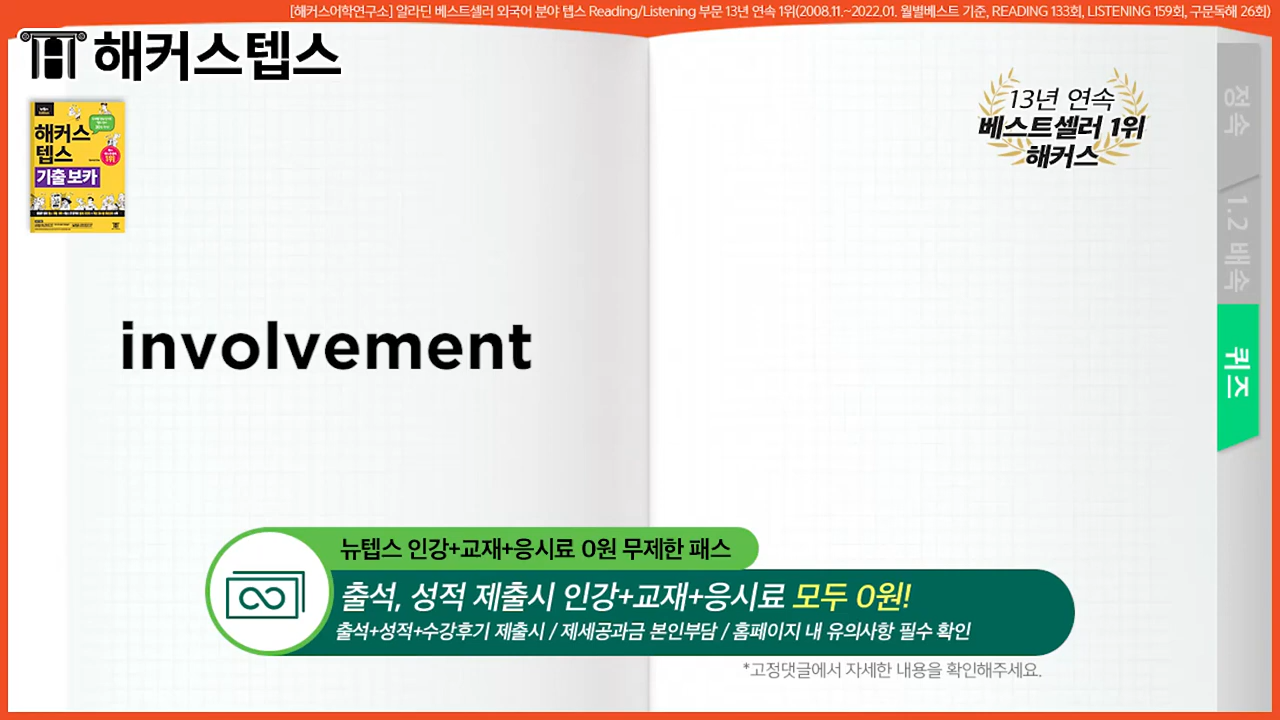 [해커스어학연구소] 알라딘 베스트셀러 외국어 분야 텝스 Reading/Listening 부문 13년 연속 1위(2008.11.~2022.01. 월별베스트 기준, READING 133회, LISTENING 159회, 구문독해 26회)
해커스텝스
해커스
텝스
기출 보카
13년 연속
베스트셀러 1위
해커스
정속
1.2 배속
퀴즈
involvement
뉴텝스 인강+교재+응시료 0원 무제한 패스
출석, 성적 제출시 인강+교재+응시료 모두 0원!
출석+성적+수강후기 제출시 / 제세공과금 본인부담 / 홈페이지 내 유의사항 필수 확인
*고정댓글에서 자세한 내용을 확인해주세요.